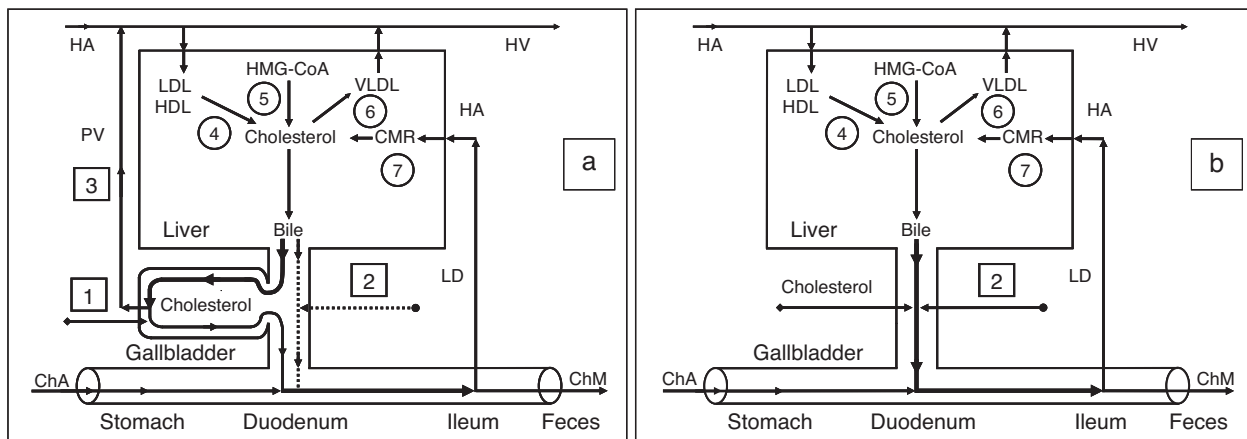 HA
HV
HMG-CoA
LDL
VLDL
HDL
5
6
HA
4
Cholesterol
CMR
PV
7
a
3
Liver
Bile
1
2
LD
Cholesterol
Gallbladder
ChA
ChM
Stomach
Duodenum
Ileum
Feces
HA
HV
HMG-CoA
LDL
VLDL
HDL
5
6
HA
4
Cholesterol
CMR
7
b
Liver
Bile
Cholesterol
2
LD
Gallbladder
ChA
ChM
Stomach
Duodenum
Ileum
Feces